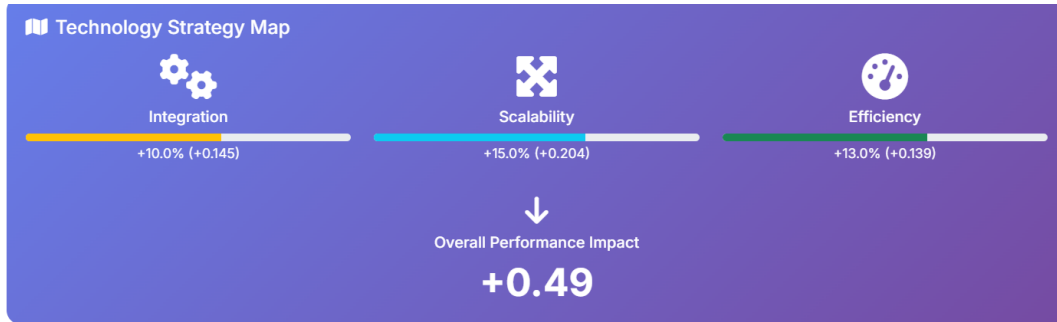 Technology Strategy Map
Integration
+10.0% (+0.145)
Scalability
+15.0% (+0.204)
Efficiency
+13.0% (+0.139)
Overall Performance Impact
+0.49